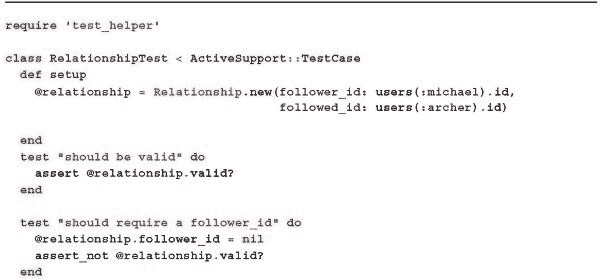 require 'test_helper'
class RelationshipTest < ActiveSupport::TestCase
  def setup
    @relationship = Relationship.new(follower_id: users(:michael).id,
                                     followed_id: users(:archer).id)
  end
  test "should be valid" do
    assert @relationship.valid?
  end
  test "should require a follower_id" do
    @relationship.follower_id = nil
    assert_not @relationship.valid?
  end